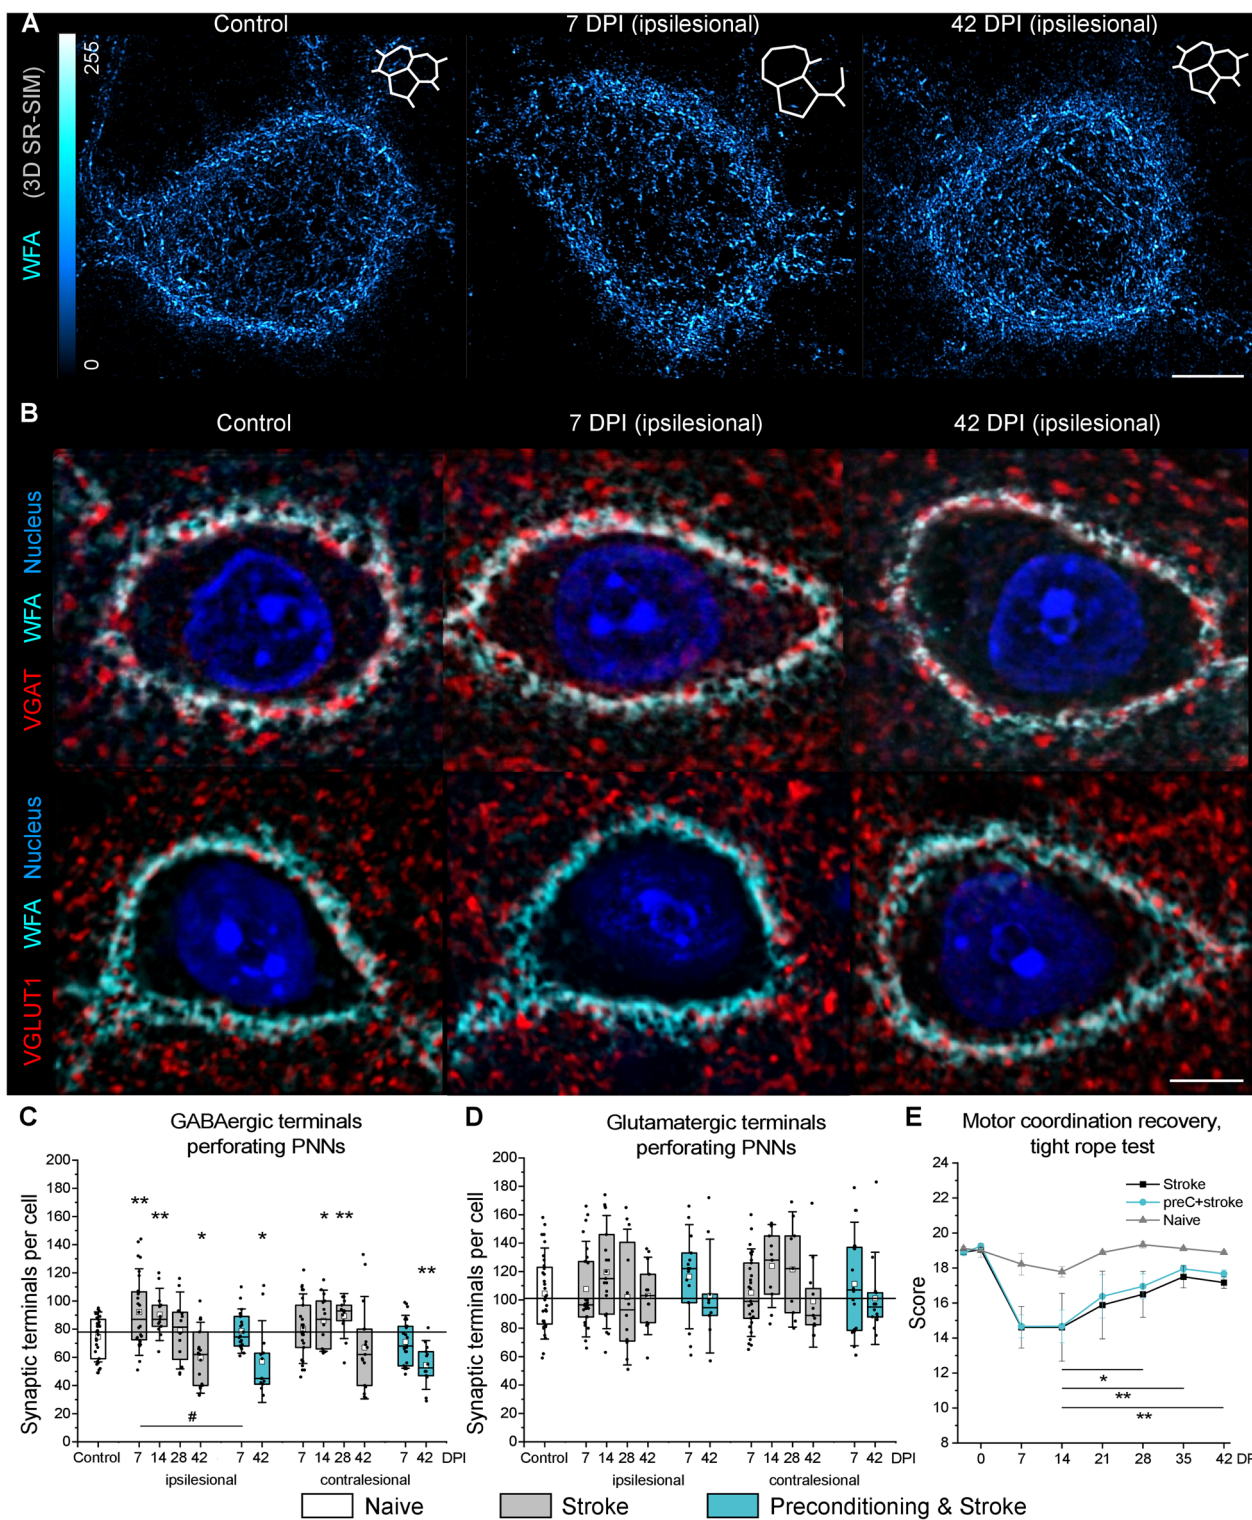 A
Control
7 DPI (ipsilesional)
42 DPI (ipsilesional)
255
0
WFA (3D SR-SIM)
B
Control
7 DPI (ipsilesional)
42 DPI (ipsilesional)
VGAT WFA Nucleus
VGLUT1 WFA Nucleus
C
GABAergic terminals
perforating PNNs
Synaptic terminals per cell
200
180
160
140
120
100
80
60
40
20
0
** ** * * * ** **
#
Control 7 14 28 42 7 42 7 14 28 42 7 42 DPI
ipsilesional contralesional
D
Glutamatergic terminals
perforating PNNs
Synaptic terminals per cell
200
180
160
140
120
100
80
60
40
20
0
Control 7 14 28 42 7 42 7 14 28 42 7 42 DPI
ipsilesional contralesional
E
Motor coordination recovery,
tight rope test
Score
24
22
20
18
16
14
12
10
8
Stroke
preC+stroke
Naive
*
**
**
0 7 14 21 28 35 42 DPI
Naive
Stroke
Preconditioning & Stroke